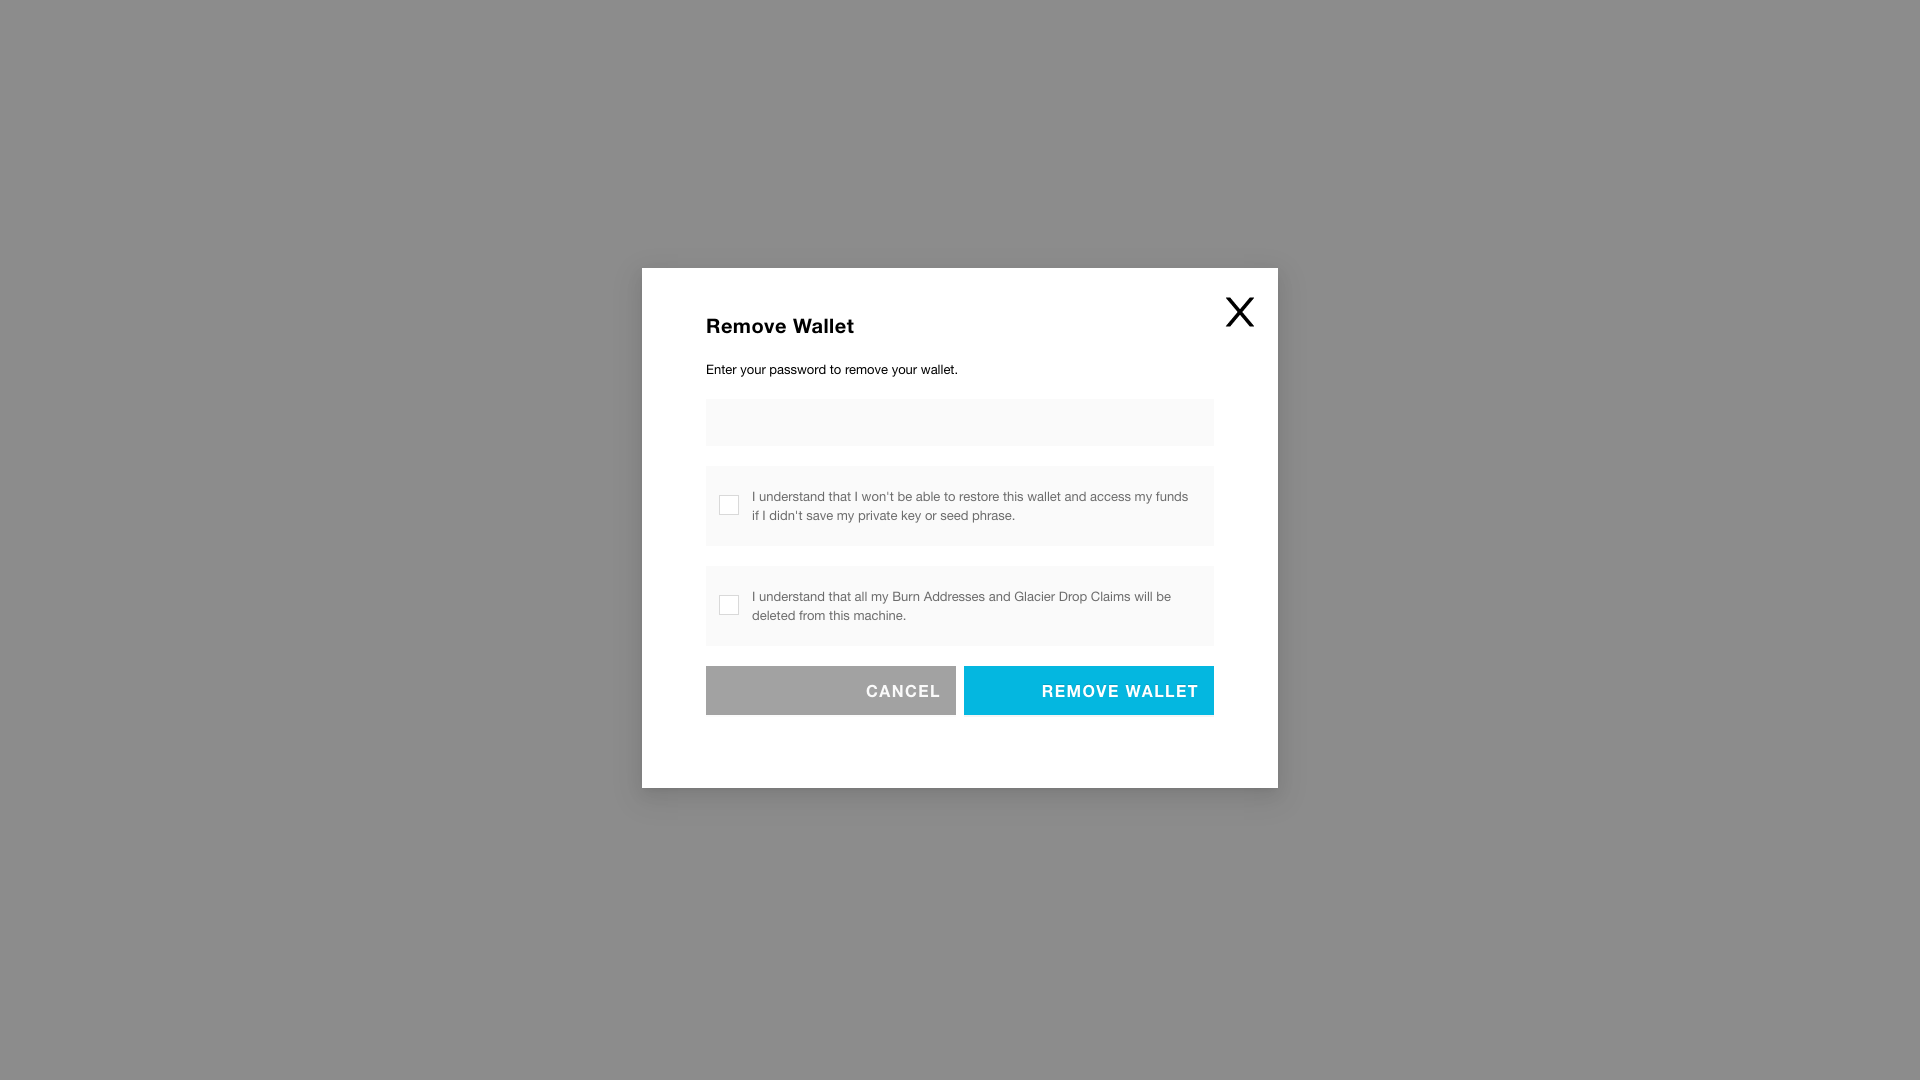 Remove Wallet
Enter your password to remove your wallet.
I understand that I won't be able to restore this wallet and access my funds
if I didn't save my private key or seed phrase.
I understand that all my Burn Addresses and Glacier Drop Claims will be
deleted from this machine.
CANCEL
REMOVE WALLET